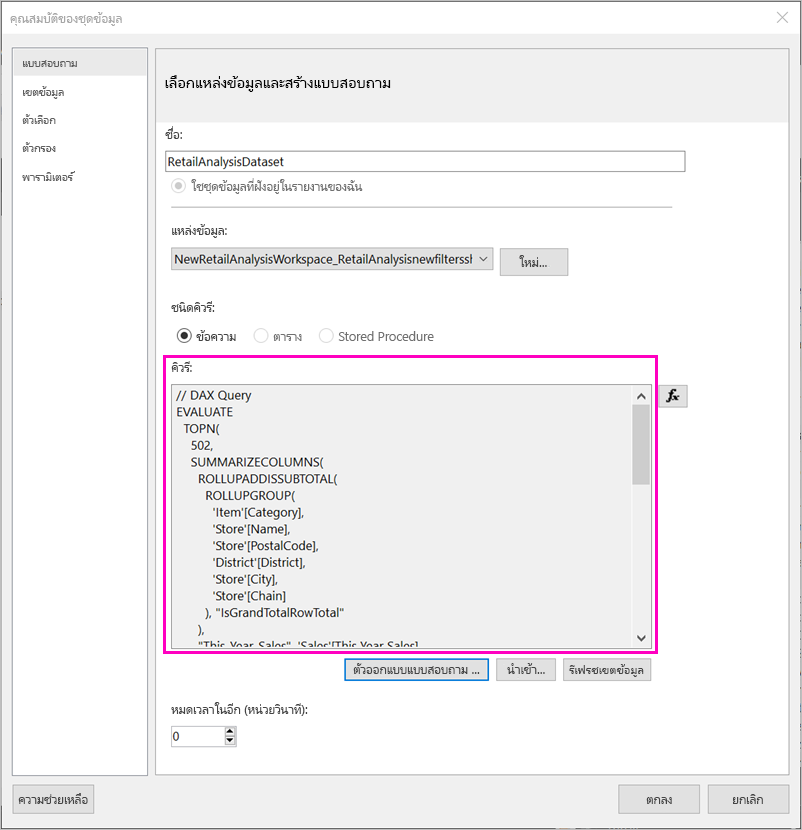 คุณสมบัติของชุดข้อมูล
แบบสอบถาม
เขตข้อมูล
ตัวเลือก
ตัวกรอง
พารามิเตอร์
เลือกแหล่งข้อมูลและสร้างแบบสอบถาม
ชื่อ:
RetailAnalysisDataset
ใช้ชุดข้อมูลที่ฝังอยู่ในรายงานของฉัน
แหล่งข้อมูล:
NewRetailAnalysisWorkspace_RetailAnalysisnewfilterssh
ใหม่...
ชนิดคิวรี:
ข้อความ
ตาราง
Stored Procedure
คิวรี:
// DAX Query
EVALUATE
TOPN(
502,
SUMMARIZECOLUMNS(
ROLLUPADDISSUBTOTAL(
ROLLUPGROUP(
'Item'[Category],
'Store'[Name],
'Store'[PostalCode],
'District'[District],
'Store'[City],
'Store'[Chain]
), "IsGrandTotalRowTotal"
),
"This_Year_Sales", 'Sales'[This Year Sales],
fx
ตัวออกแบบแบบสอบถาม ...
นำเข้า...
รีเฟรชเขตข้อมูล
หมดเวลาในอีก (หน่วยวินาที):
0
ความช่วยเหลือ
ตกลง
ยกเลิก